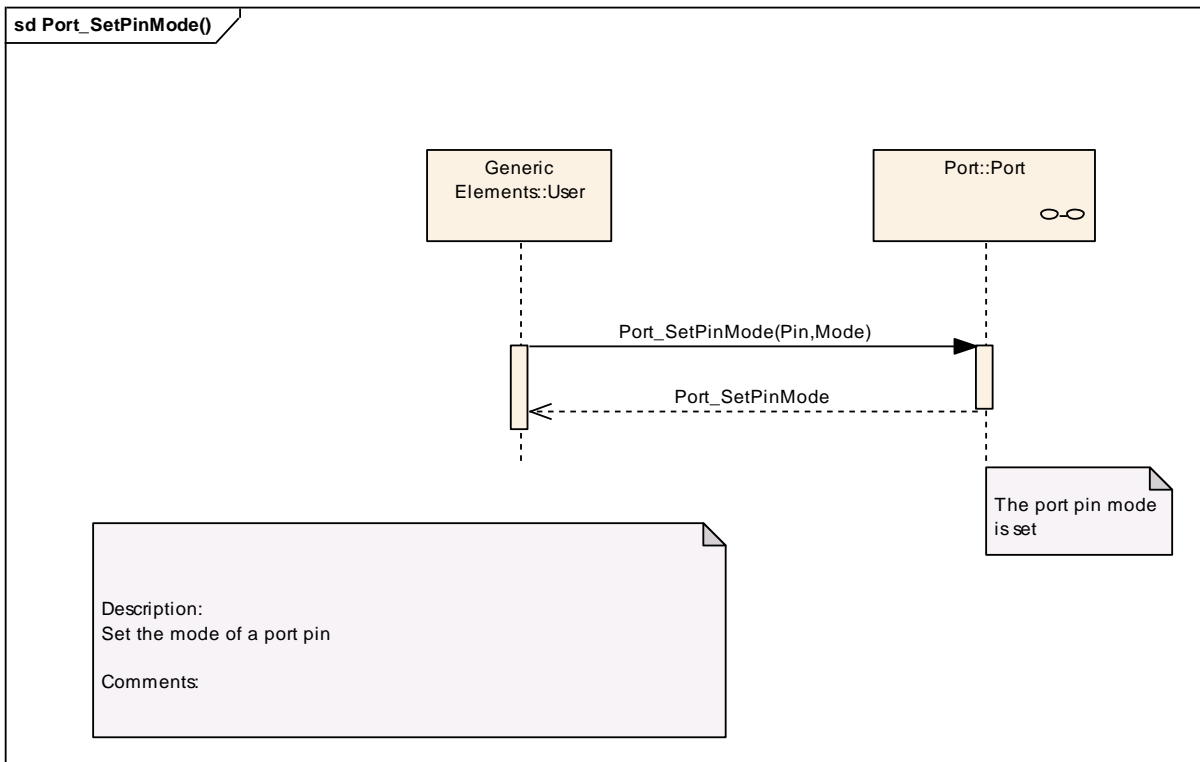 sd Port_SetPinMode()
Generic
Elements::User
Port::Port
Port_SetPinMode(Pin,Mode)
Port_SetPinMode
The port pin mode
is set
Description:
Set the mode of a port pin
Comments: